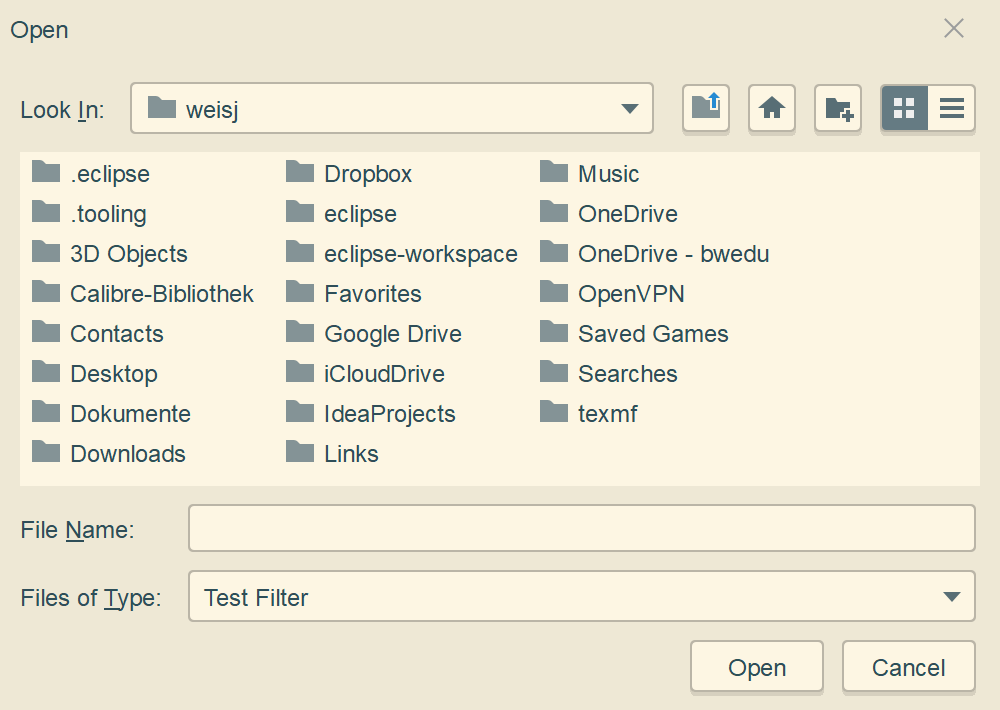 Open
Look In: weisj
.eclipse
.tooling
3D Objects
Calibre-Bibliothek
Contacts
Desktop
Dokumente
Downloads
Dropbox
eclipse
eclipse-workspace
Favorites
Google Drive
iCloudDrive
IdeaProjects
Links
Music
OneDrive
OneDrive - bwedu
OpenVPN
Saved Games
Searches
texmf
File Name:
Files of Type: Test Filter
Open Cancel